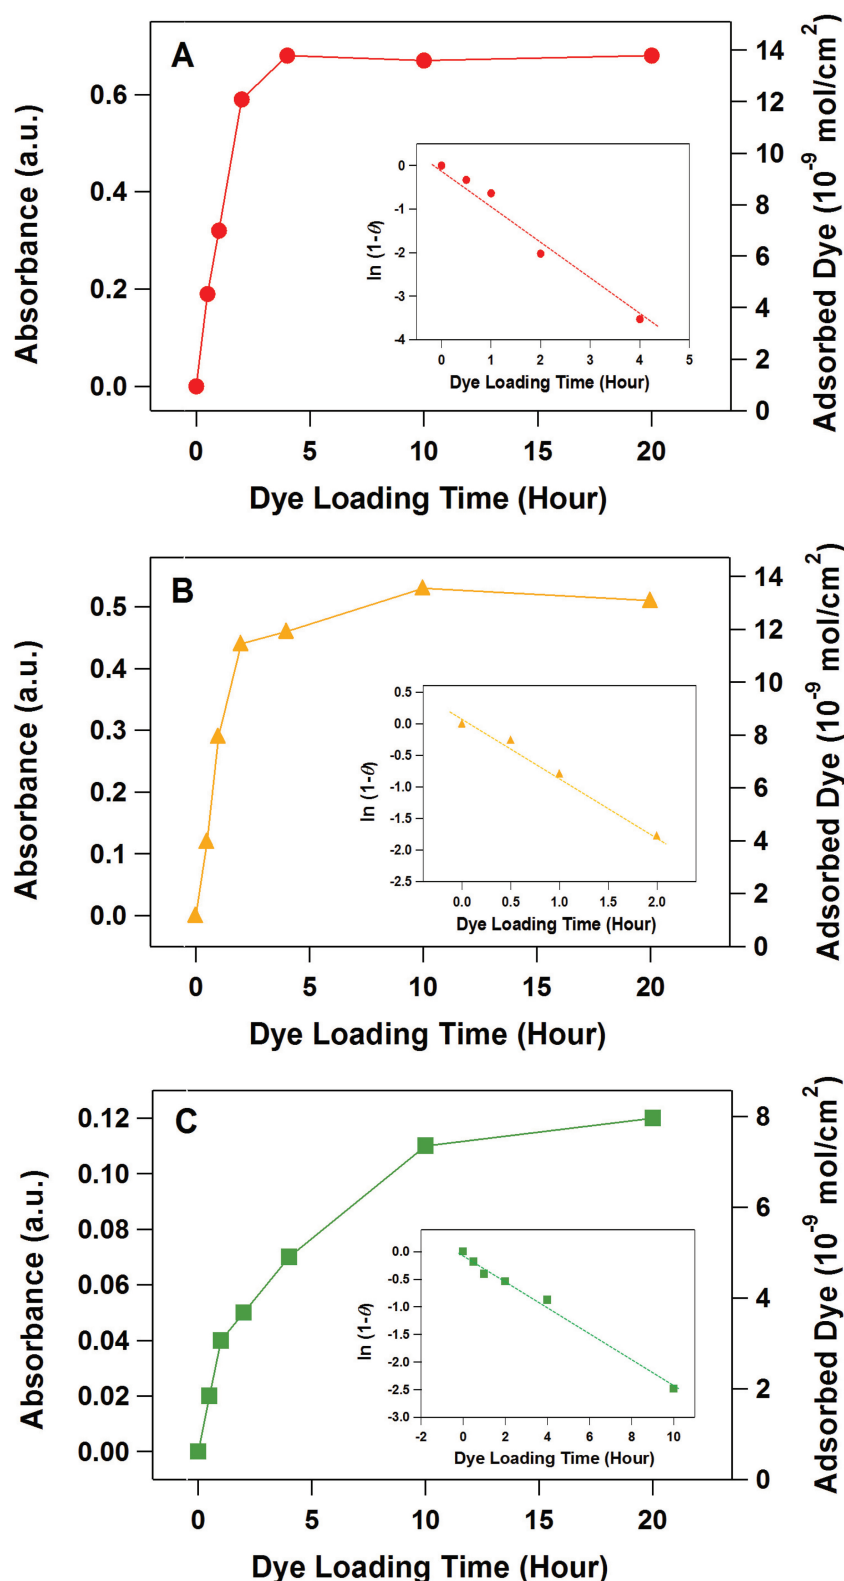 A
Absorbance (a.u.)
0.6
0.4
0.2
0.0
14
12
10
8
6
4
2
0
Adsorbed Dye (10⁻⁹ mol/cm²)
0 5 10 15 20
Dye Loading Time (Hour)
ln (1-θ)
0
-1
-2
-3
-4
0 1 2 3 4 5
Dye Loading Time (Hour)
B
Absorbance (a.u.)
0.5
0.4
0.3
0.2
0.1
0.0
14
12
10
8
6
4
2
0
Adsorbed Dye (10⁻⁹ mol/cm²)
0 5 10 15 20
Dye Loading Time (Hour)
ln (1-θ)
0.5
0.0
-0.5
-1.0
-1.5
-2.0
-2.5
0.0 0.5 1.0 1.5 2.0
Dye Loading Time (Hour)
C
Absorbance (a.u.)
0.12
0.10
0.08
0.06
0.04
0.02
0.00
8
6
4
2
0
Adsorbed Dye (10⁻⁹ mol/cm²)
0 5 10 15 20
Dye Loading Time (Hour)
ln (1-θ)
0.0
-0.5
-1.0
-1.5
-2.0
-2.5
-3.0
-2 0 2 4 6 8 10
Dye Loading Time (Hour)